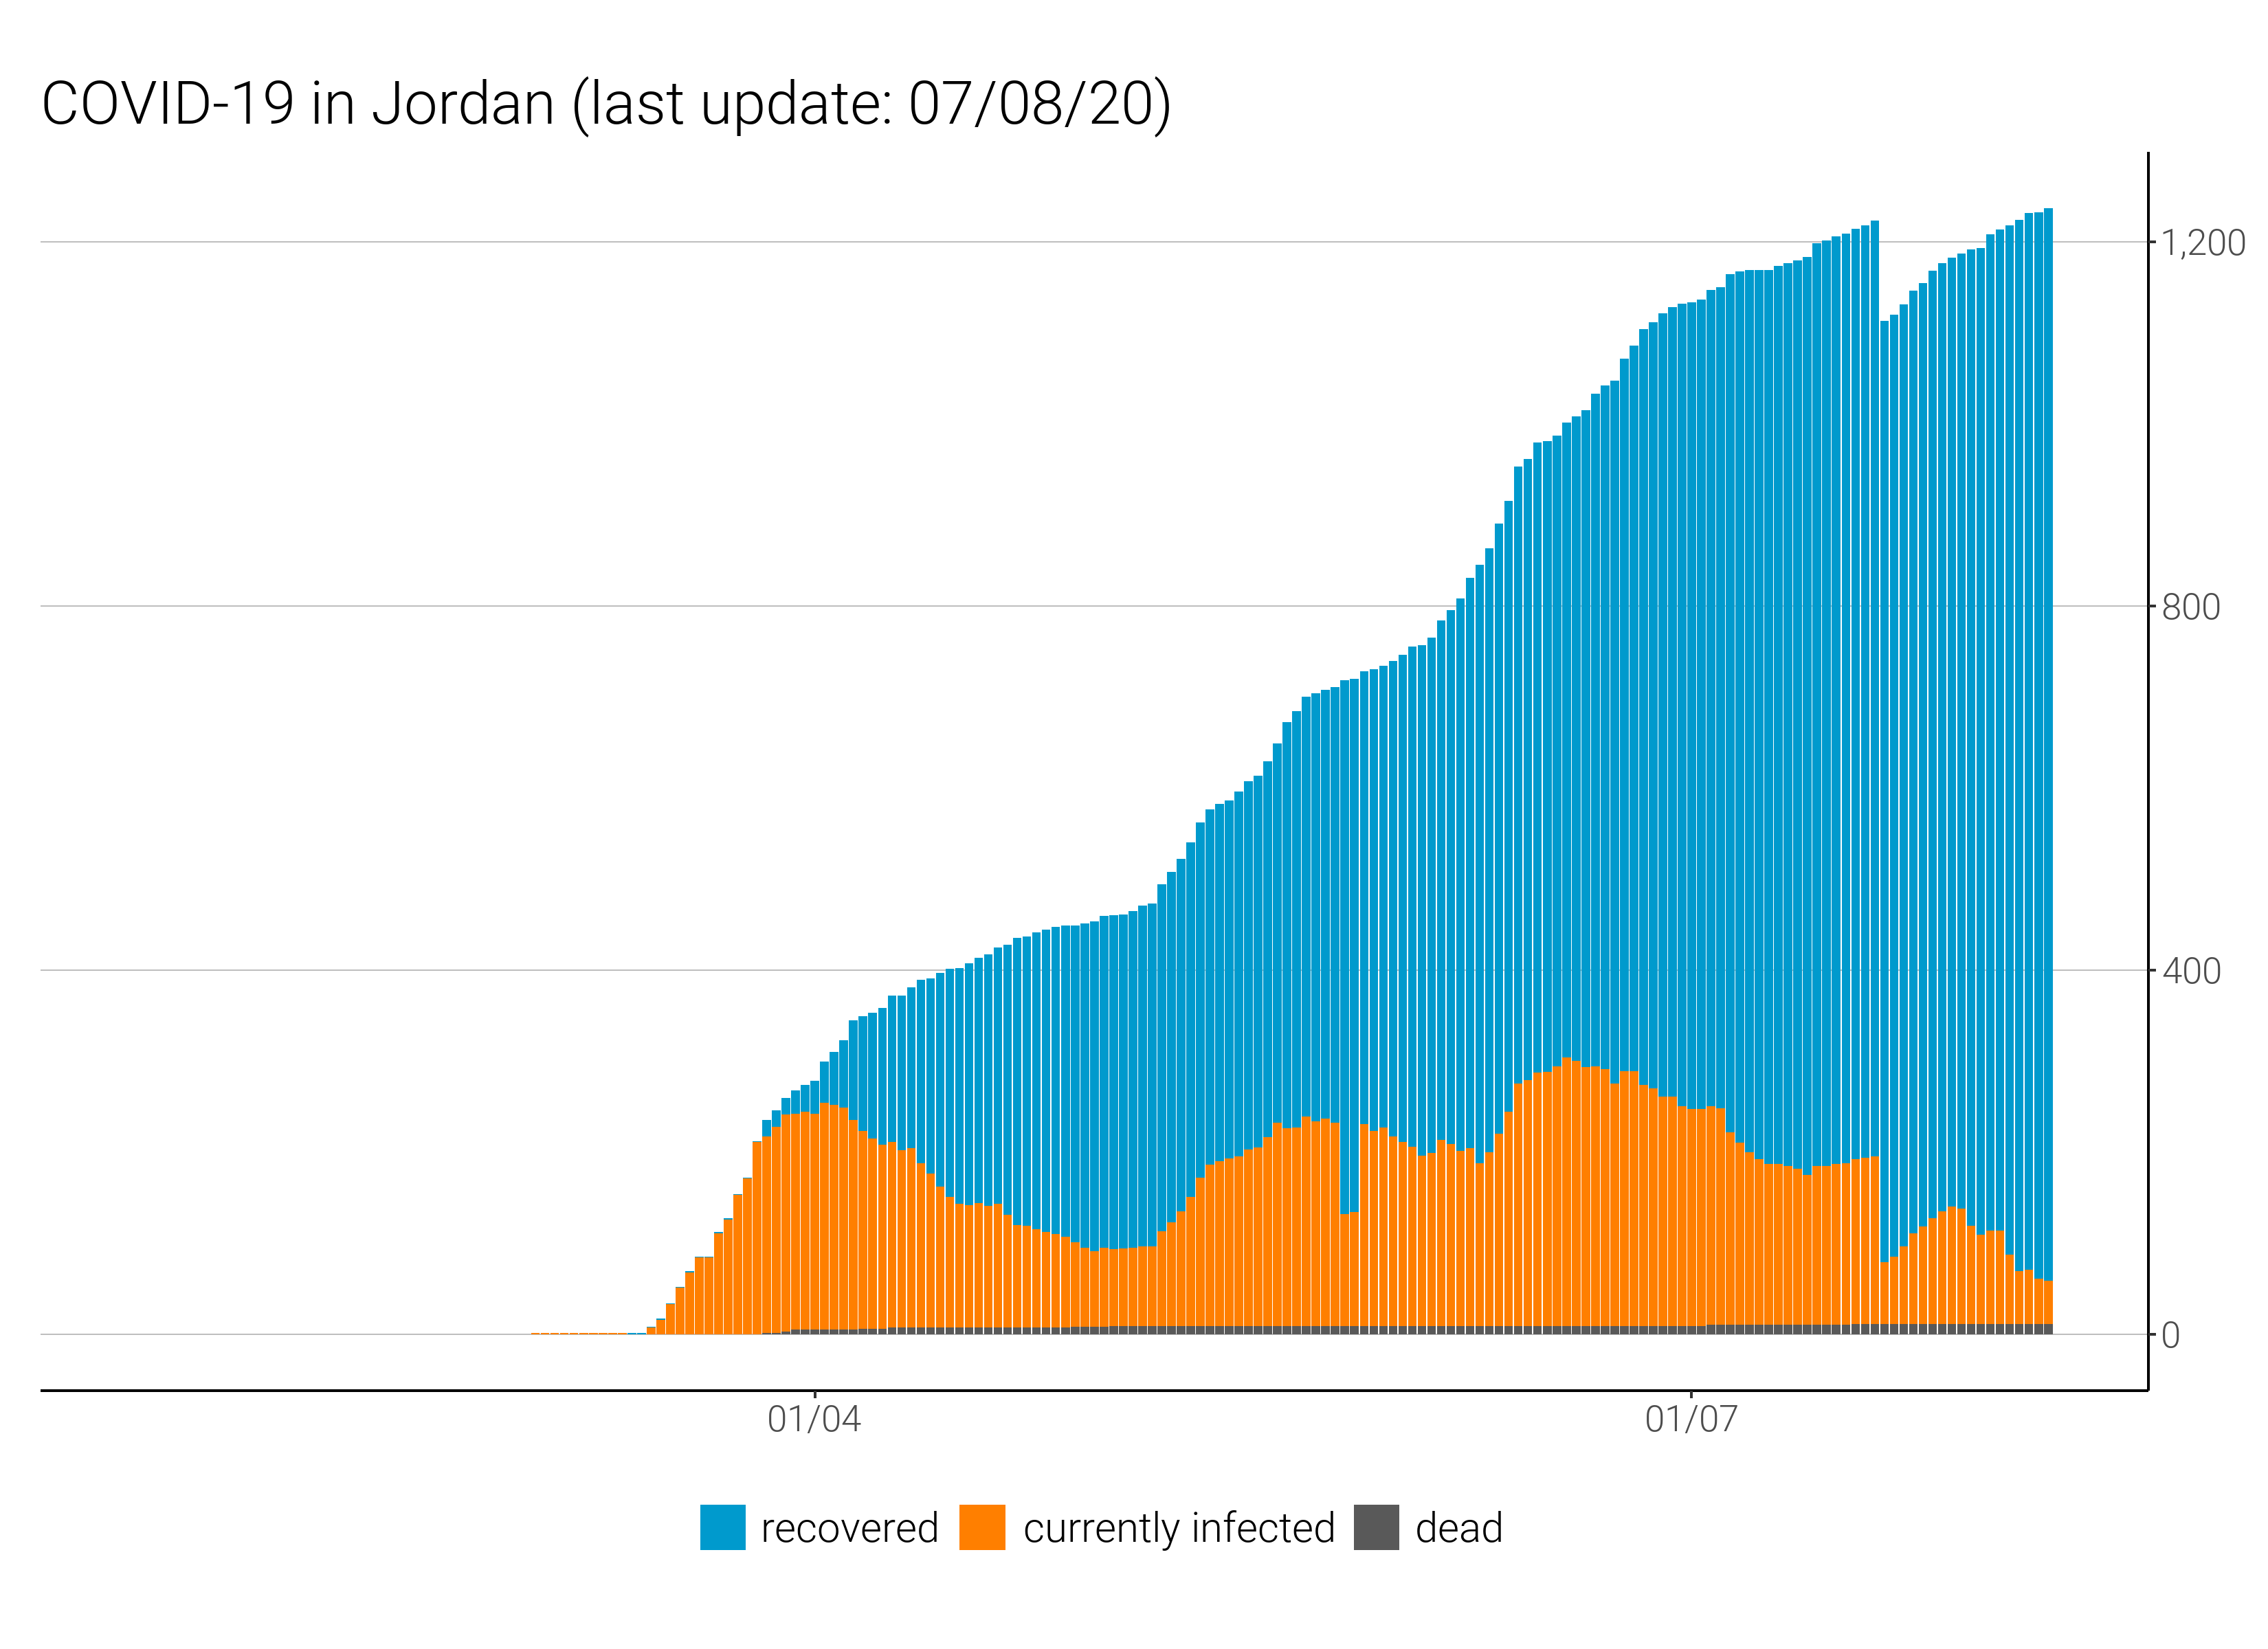 COVID-19 in Jordan (last update: 07/08/20)
1,200
800
400
0
01/04 01/07
recovered currently infected dead